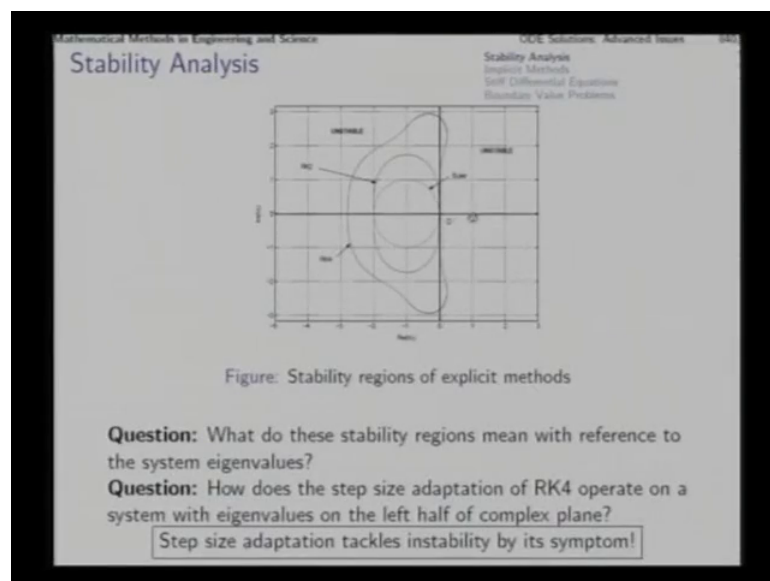 Mathematical Methods in Engineering and Science
ODE Solutions: Advanced Issues
Stability Analysis
Stability Analysis
Implicit Methods
Stiff Differential Equations
Boundary Value Problems
UNSTABLE
UNSTABLE
RK2
Euler
RK4
Figure: Stability regions of explicit methods
Question: What do these stability regions mean with reference to
the system eigenvalues?
Question: How does the step size adaptation of RK4 operate on a
system with eigenvalues on the left half of complex plane?
Step size adaptation tackles instability by its symptom!